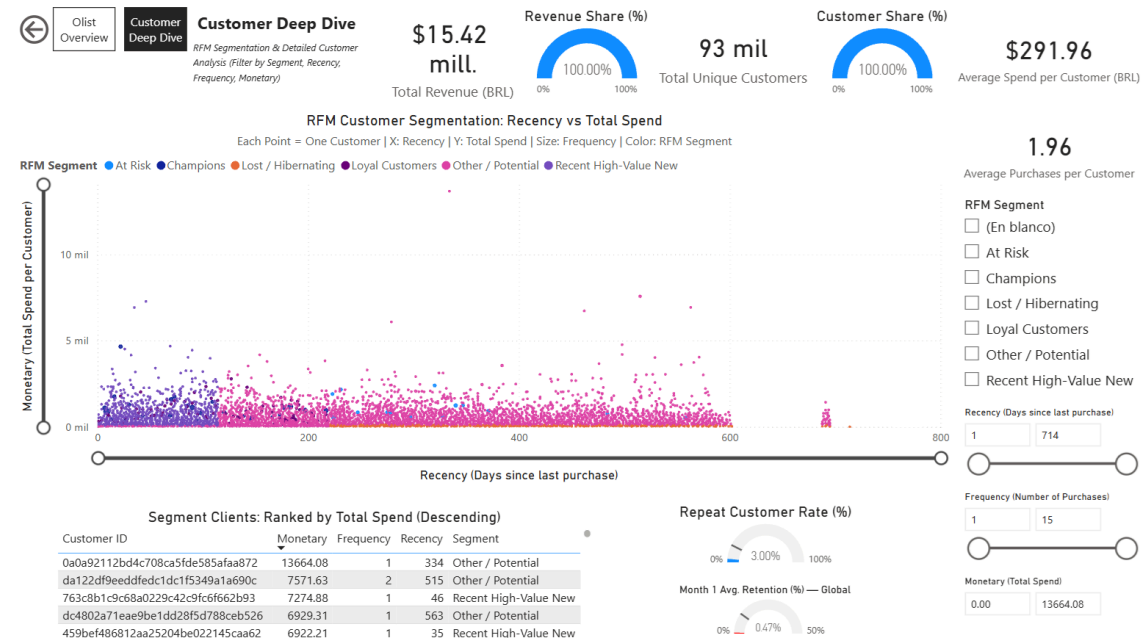 Olist
Overview
Customer
Deep Dive
Customer Deep Dive
RFM Segmentation & Detailed Customer
Analysis (Filter by Segment, Recency,
Frequency, Monetary)
$15.42
mill.
Total Revenue (BRL)
Revenue Share (%)
100.00%
0%
100%
93 mil
Total Unique Customers
Customer Share (%)
100.00%
0%
100%
$291.96
Average Spend per Customer (BRL)
RFM Customer Segmentation: Recency vs Total Spend
Each Point = One Customer | X: Recency | Y: Total Spend | Size: Frequency | Color: RFM Segment
RFM Segment At Risk Champions Lost / Hibernating Loyal Customers Other / Potential Recent High-Value New
Monetary (Total Spend per Customer)
10 mil
5 mil
0 mil
0 200 400 600 800
Recency (Days since last purchase)
1.96
Average Purchases per Customer
RFM Segment
(En blanco)
At Risk
Champions
Lost / Hibernating
Loyal Customers
Other / Potential
Recent High-Value New
Recency (Days since last purchase)
1 714
Frequency (Number of Purchases)
1 15
Monetary (Total Spend)
0.00 13664.08
Segment Clients: Ranked by Total Spend (Descending)
Customer ID Monetary Frequency Recency Segment
0a0a92112bd4c708ca5fde585afaa872 13664.08 1 334 Other / Potential
da122df9eeddfedc1dc1f5349a1a690c 7571.63 2 515 Other / Potential
763c8b1c9c68a0229c42c9fc6f662b93 7274.88 1 46 Recent High-Value New
dc4802a71eae9be1dd28f5d788ceb526 6929.31 1 563 Other / Potential
459bef486812aa25204be022145caa62 6922.21 1 35 Recent High-Value New
Repeat Customer Rate (%)
0% 3.00% 100%
Month 1 Avg. Retention (%) — Global
0% 0.47% 50%